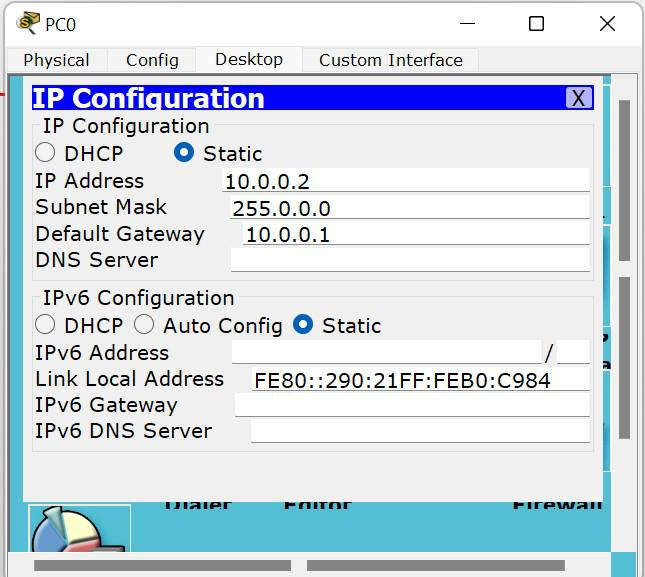 PC0
Physical Config Desktop Custom Interface
IP Configuration X
IP Configuration
DHCP Static
IP Address 10.0.0.2
Subnet Mask 255.0.0.0
Default Gateway 10.0.0.1
DNS Server
IPv6 Configuration
DHCP Auto Config Static
IPv6 Address /
Link Local Address FE80::290:21FF:FEB0:C984
IPv6 Gateway
IPv6 DNS Server
Dialer Editor Firewall